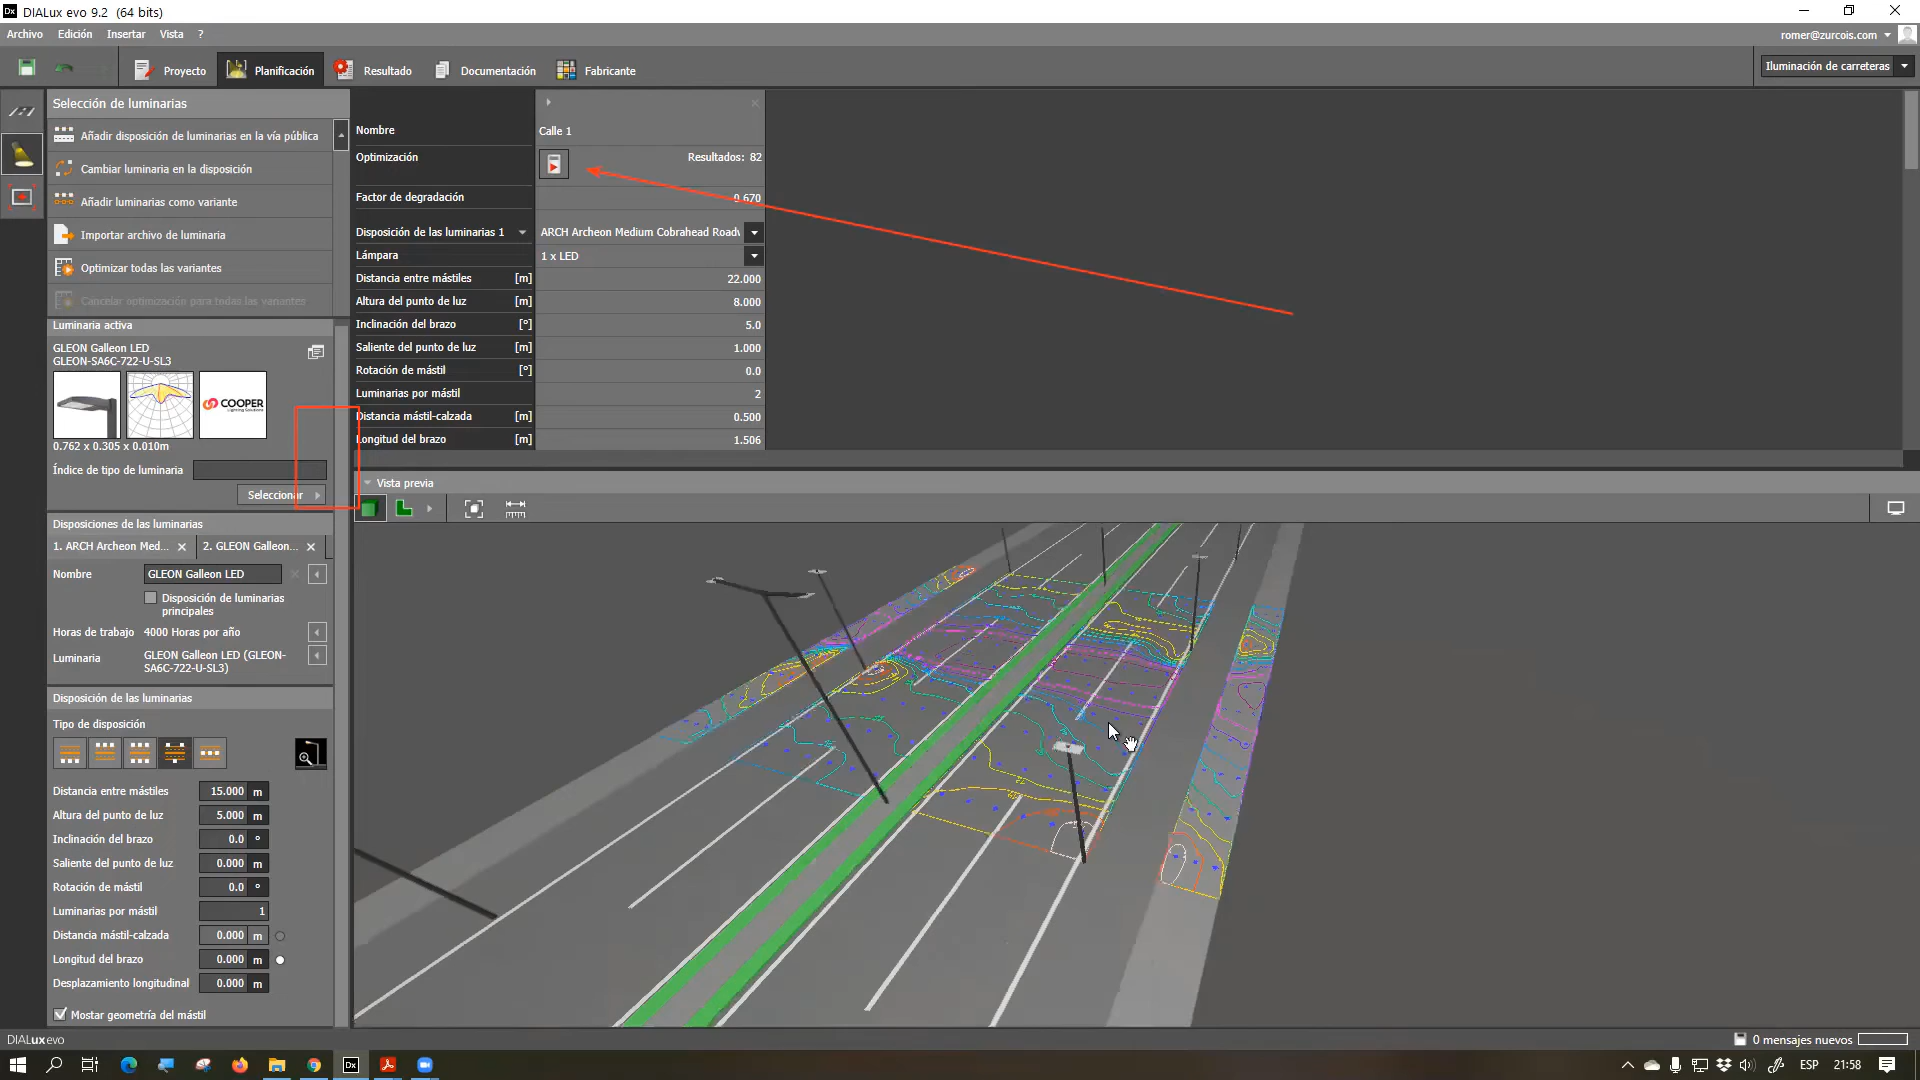 DIALux evo 9.2 (64 bits)
Archivo Edición Insertar Vista ?
romer@zurcois.com
Proyecto Planificación Resultado Documentación Fabricante
Iluminación de carreteras
Selección de luminarias
Añadir disposición de luminarias en la vía pública
Cambiar luminaria en la disposición
Añadir luminarias como variante
Importar archivo de luminaria
Optimizar todas las variantes
Cancelar optimización para todas las variantes
Luminaria activa
GLEON Galleon LED
GLEON-SA6C-722-U-SL3
COOPER
Lighting Solutions
0.762 x 0.305 x 0.010m
Índice de tipo de luminaria
Seleccionar
Disposiciones de las luminarias
1. ARCH Archeon Med... 2. GLEON Galleon...
Nombre GLEON Galleon LED
Disposición de luminarias
principales
Horas de trabajo 4000 Horas por año
Luminaria GLEON Galleon LED (GLEON-
SA6C-722-U-SL3)
Disposición de las luminarias
Tipo de disposición
Distancia entre mástiles 15.000 m
Altura del punto de luz 5.000 m
Inclinación del brazo 0.0 °
Saliente del punto de luz 0.000 m
Rotación de mástil 0.0 °
Luminarias por mástil 1
Distancia mástil-calzada 0.000 m
Longitud del brazo 0.000 m
Desplazamiento longitudinal 0.000 m
Mostar geometría del mástil
Nombre Calle 1
Optimización Resultados: 82
Factor de degradación 0.670
Disposición de las luminarias 1 ARCH Archeon Medium Cobrahead Roadv
Lámpara 1 x LED
Distancia entre mástiles [m] 22.000
Altura del punto de luz [m] 8.000
Inclinación del brazo [°] 5.0
Saliente del punto de luz [m] 1.000
Rotación de mástil [°] 0.0
Luminarias por mástil 2
Distancia mástil-calzada [m] 0.500
Longitud del brazo [m] 1.506
Vista previa
DIALux evo
0 mensajes nuevos
ESP 21:58